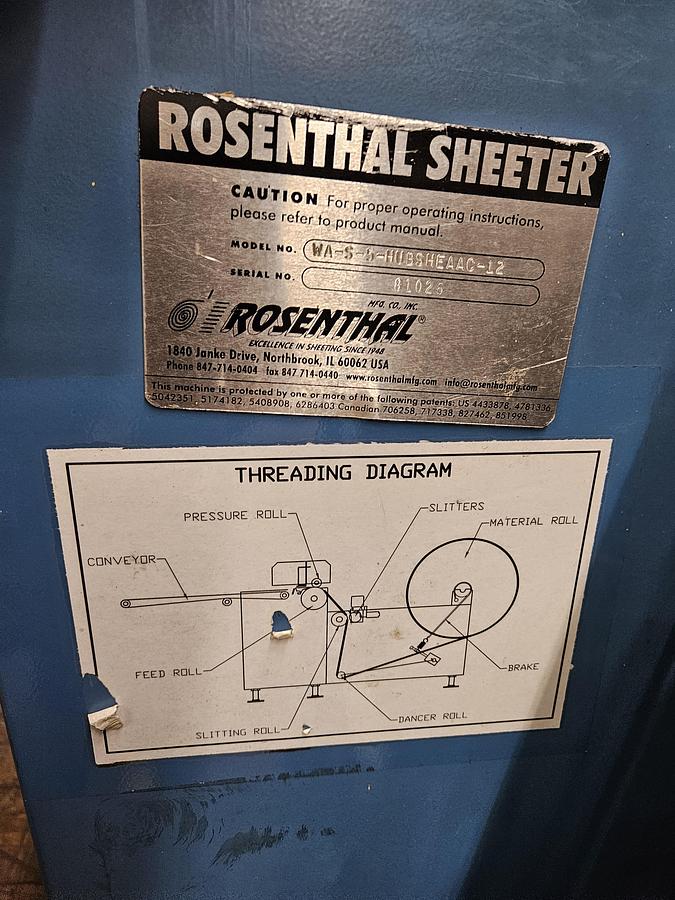 ROSENTHAL SHEETER
CAUTION For proper operating instructions,
please refer to product manual.
MODEL NO. WA-S-S-HUBSHEAAC-12
SERIAL NO. 81026
MFG. CO., INC.
ROSENTHAL®
EXCELLENCE IN SHEETING SINCE 1948
1840 Janke Drive, Northbrook, IL 60062 USA
Phone 847-714-0404 fax 847 714-0440 www.rosenthalmfg.com info@rosenthalmfg.com
This machine is protected by one or more of the following patents: US 4433878, 4781336,
5042351, 5174182, 5408908, 6286403 Canadian 706258, 717338, 827462, 851998
THREADING DIAGRAM
PRESSURE ROLL
SLITTERS
MATERIAL ROLL
CONVEYOR
FEED ROLL
BRAKE
SLITTING ROLL
DANCER ROLL